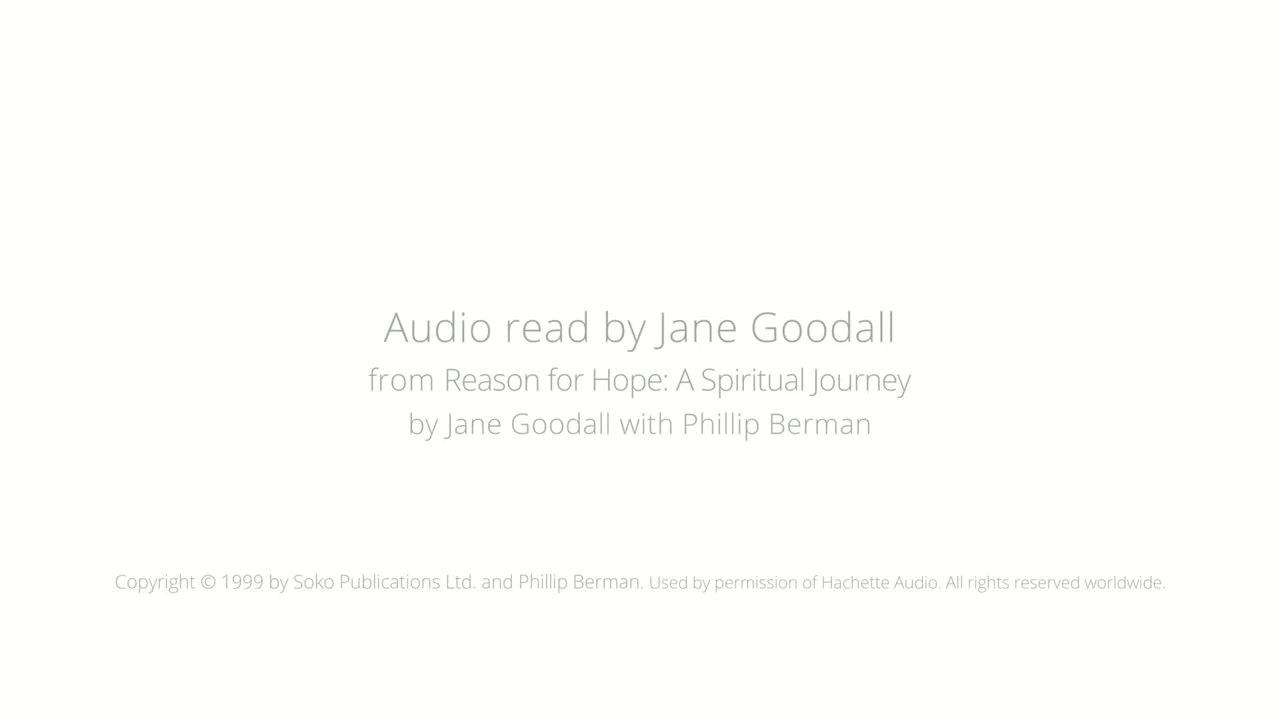 Audio read by Jane Goodall
from Reason for Hope: A Spiritual Journey
by Jane Goodall with Phillip Berman
Copyright © 1999 by Soko Publications Ltd. and Phillip Berman. Used by permission of Hachette Audio. All rights reserved worldwide.